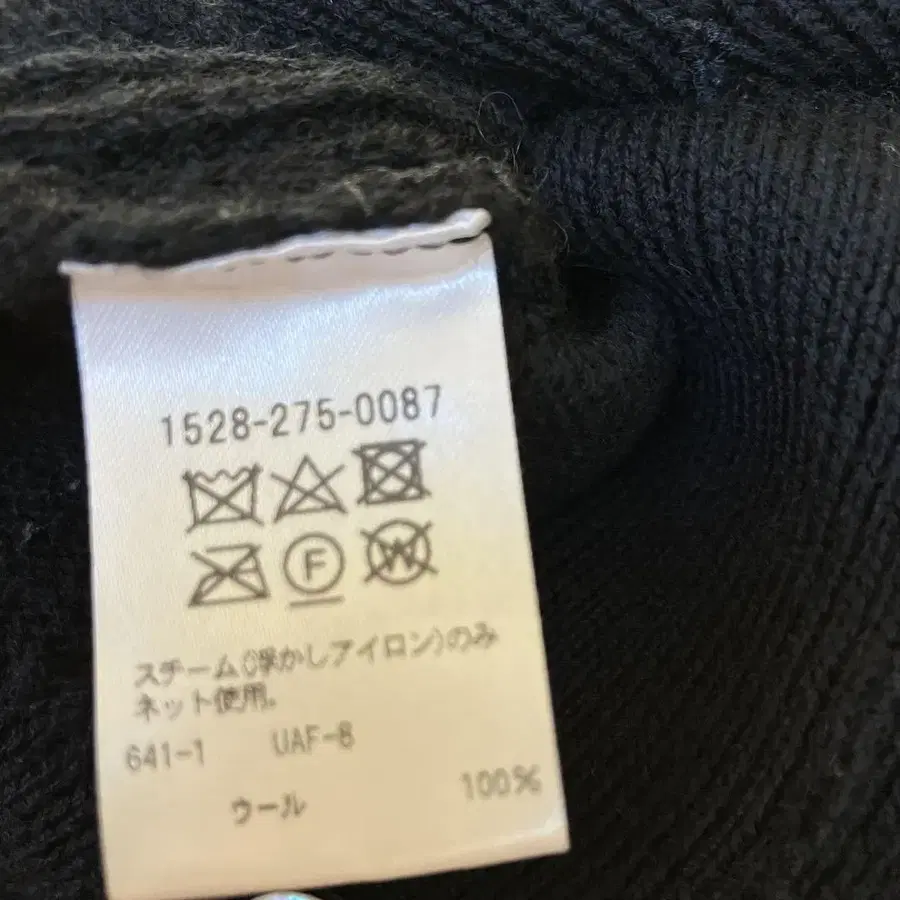 1528-275-0087
F W
スチーム(浮かしアイロン)のみ
ネット使用。
641-1 UAF-8
ウール 100%